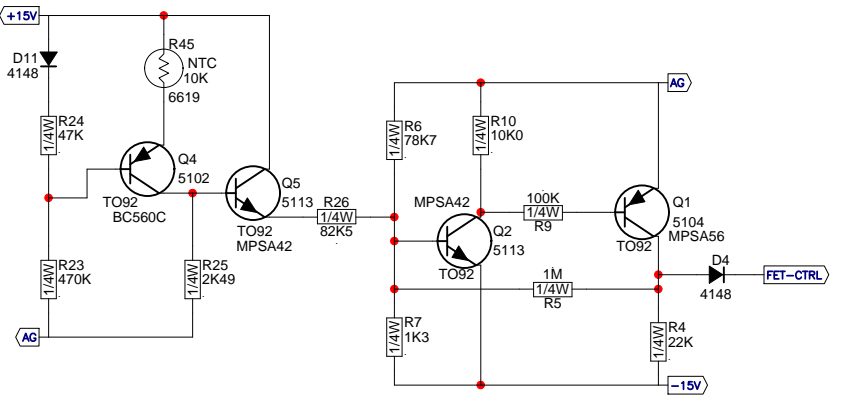 +15V
R45
D11
4148
NTC
10K
6619
AG
R24
47K
1/4W
R6
78K7
1/4W
R10
10K0
1/4W
Q4
5102
TO92
BC560C
Q5
5113
TO92
MPSA42
R26
1/4W
82K5
MPSA42
100K
1/4W
R9
Q1
5104
MPSA56
TO92
Q2
5113
TO92
R23
470K
1/4W
R25
2K49
1/4W
1M
1/4W
R5
D4
4148
FET-CTRL
AG
R7
1K3
1/4W
R4
22K
1/4W
-15V